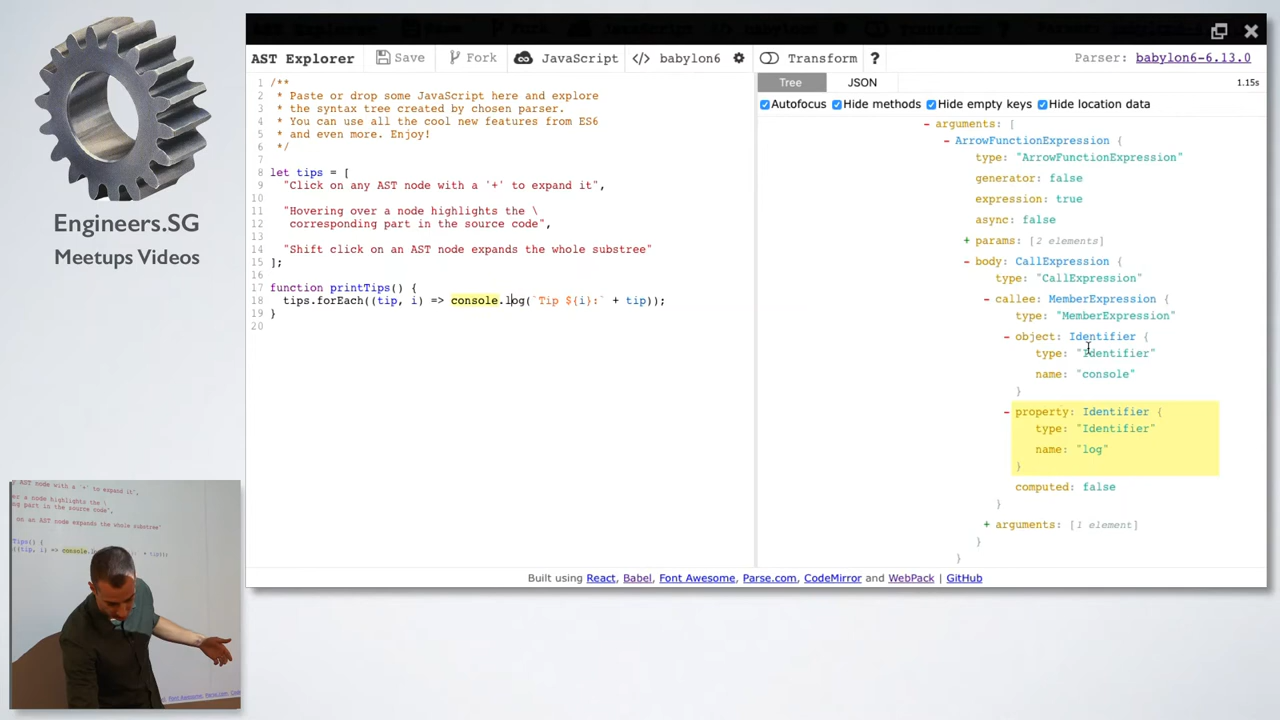 Engineers.SG
Meetups Videos
AST Explorer
Save
Fork
JavaScript
babylon6
Transform
?
Parser: babylon6-6.13.0
Tree
JSON
1.15s
Autofocus
Hide methods
Hide empty keys
Hide location data
1 /**
2 * Paste or drop some JavaScript here and explore
3 * the syntax tree created by chosen parser.
4 * You can use all the cool new features from ES6
5 * and even more. Enjoy!
6 */
7
8 let tips = [
9 "Click on any AST node with a '+' to expand it",
10
11 "Hovering over a node highlights the \
12 corresponding part in the source code",
13
14 "Shift click on an AST node expands the whole substree"
15 ];
16
17 function printTips() {
18 tips.forEach((tip, i) => console.log(`Tip ${i}:` + tip));
19 }
20
- arguments: [
- ArrowFunctionExpression {
type: "ArrowFunctionExpression"
generator: false
expression: true
async: false
+ params: [2 elements]
- body: CallExpression {
type: "CallExpression"
- callee: MemberExpression {
type: "MemberExpression"
- object: Identifier {
type: "Identifier"
name: "console"
}
- property: Identifier {
type: "Identifier"
name: "log"
}
computed: false
}
+ arguments: [1 element]
}
}
Built using React, Babel, Font Awesome, Parse.com, CodeMirror and WebPack | GitHub